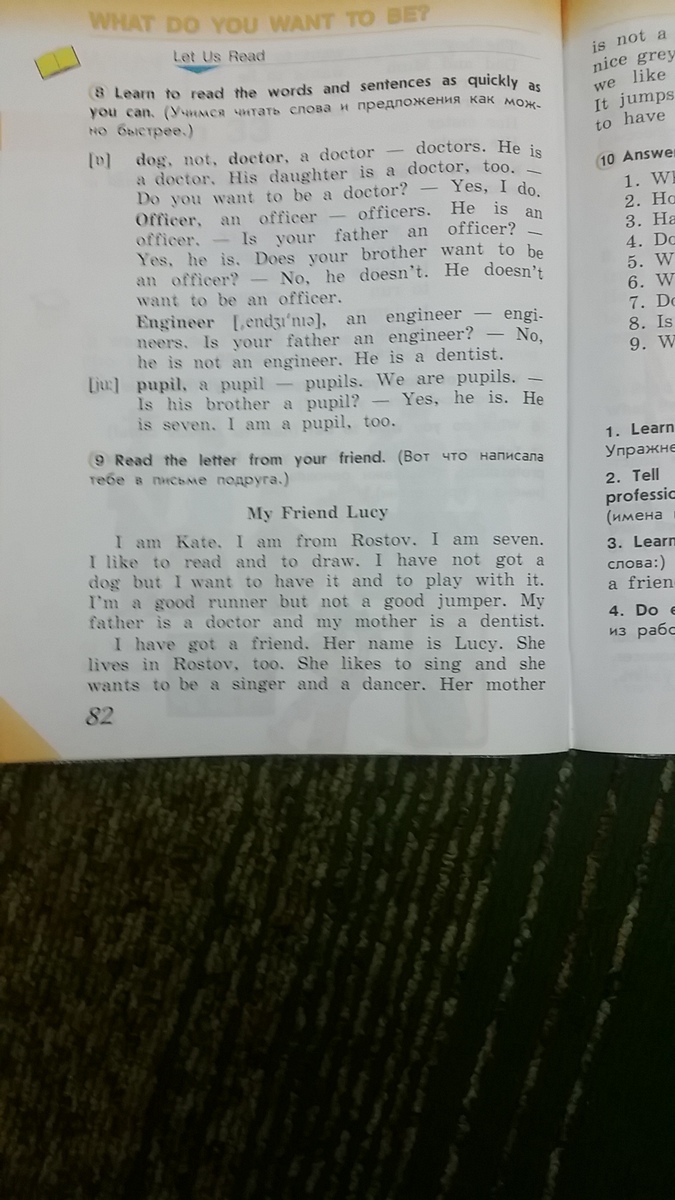 WHAT DO YOU WANT TO BE?
Let Us Read
8 Learn to read the words and sentences as quickly as
you can. (Учимся читать слова и предложения как мож-
но быстрее.)
[ɒ] dog, not, doctor, a doctor — doctors. He is
a doctor. His daughter is a doctor, too. —
Do you want to be a doctor? — Yes, I do.
Officer, an officer — officers. He is an
officer. — Is your father an officer? —
Yes, he is. Does your brother want to be
an officer? — No, he doesn't. He doesn't
want to be an officer.
Engineer [ˌendʒɪˈnɪə], an engineer — engi-
neers. Is your father an engineer? — No,
he is not an engineer. He is a dentist.
[juː] pupil, a pupil — pupils. We are pupils. —
Is his brother a pupil? — Yes, he is. He
is seven. I am a pupil, too.
9 Read the letter from your friend. (Вот что написала
тебе в письме подруга.)
My Friend Lucy
I am Kate. I am from Rostov. I am seven.
I like to read and to draw. I have not got a
dog but I want to have it and to play with it.
I'm a good runner but not a good jumper. My
father is a doctor and my mother is a dentist.
I have got a friend. Her name is Lucy. She
lives in Rostov, too. She likes to sing and she
wants to be a singer and a dancer. Her mother
82
is not a
nice grey
we like
It jumps
to have
10 Answer
1.
2.
3.
4.
5.
6.
7.
8. Is
9.
1. Learn
2. Tell
(имена
3. Learn
слова:)
4. Do
из